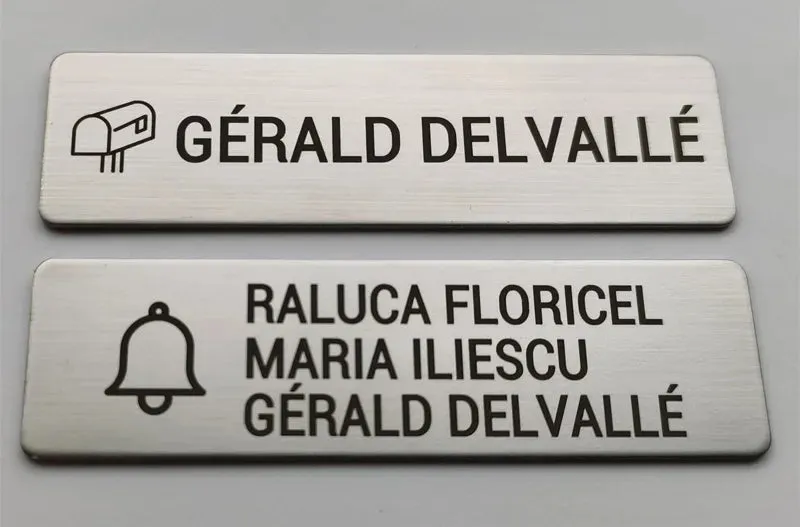 GÉRALD DELVALLÉ
RALUCA FLORICEL
MARIA ILIESCU
GÉRALD DELVALLÉ